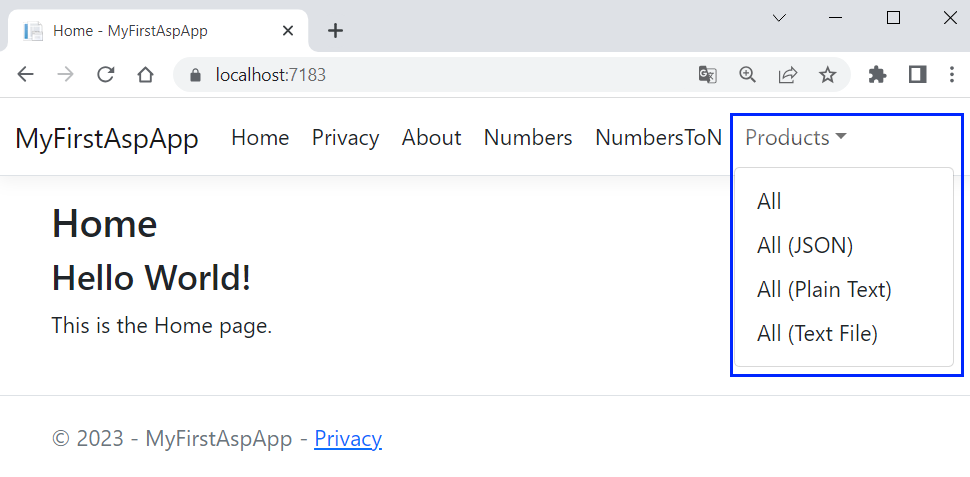 Home - MyFirstAspApp
localhost:7183
MyFirstAspApp Home Privacy About Numbers NumbersToN Products
All
All (JSON)
All (Plain Text)
All (Text File)
Home
Hello World!
This is the Home page.
© 2023 - MyFirstAspApp - Privacy